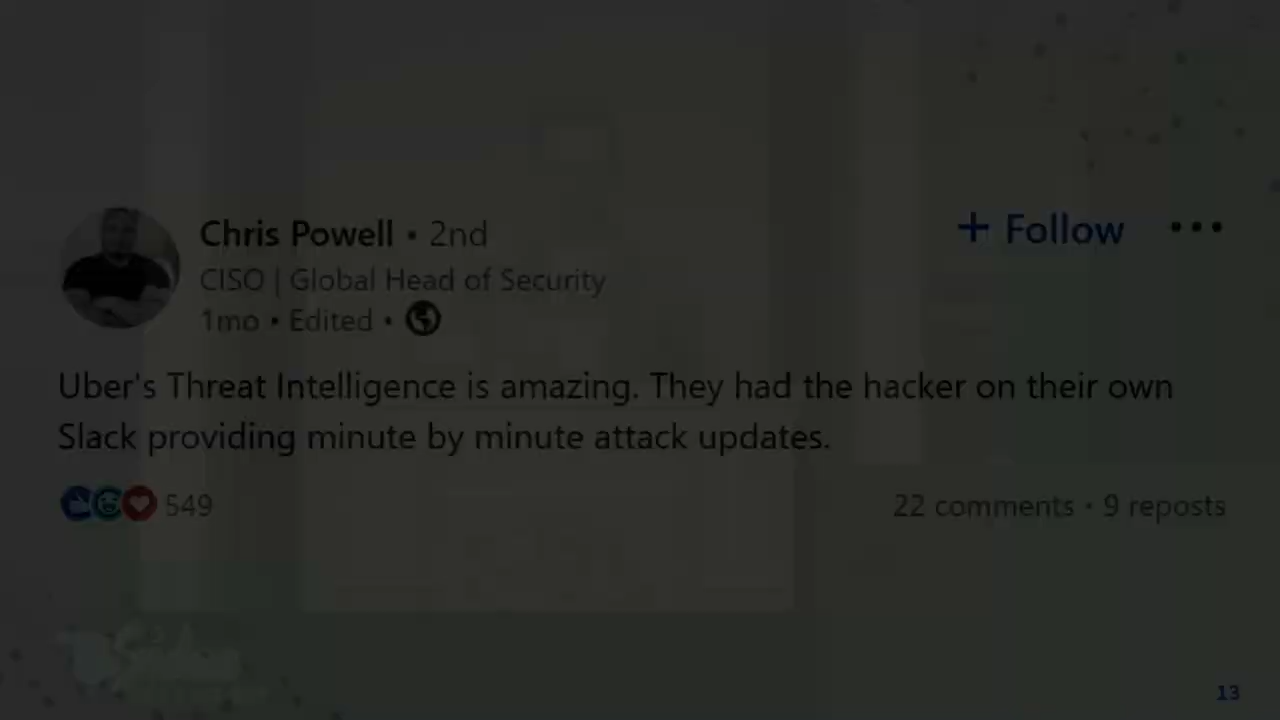 Chris Powell • 2nd
+ Follow •••
CISO | Global Head of Security
1mo • Edited •
Uber's Threat Intelligence is amazing. They had the hacker on their own
Slack providing minute by minute attack updates.
549
22 comments • 9 reposts
13